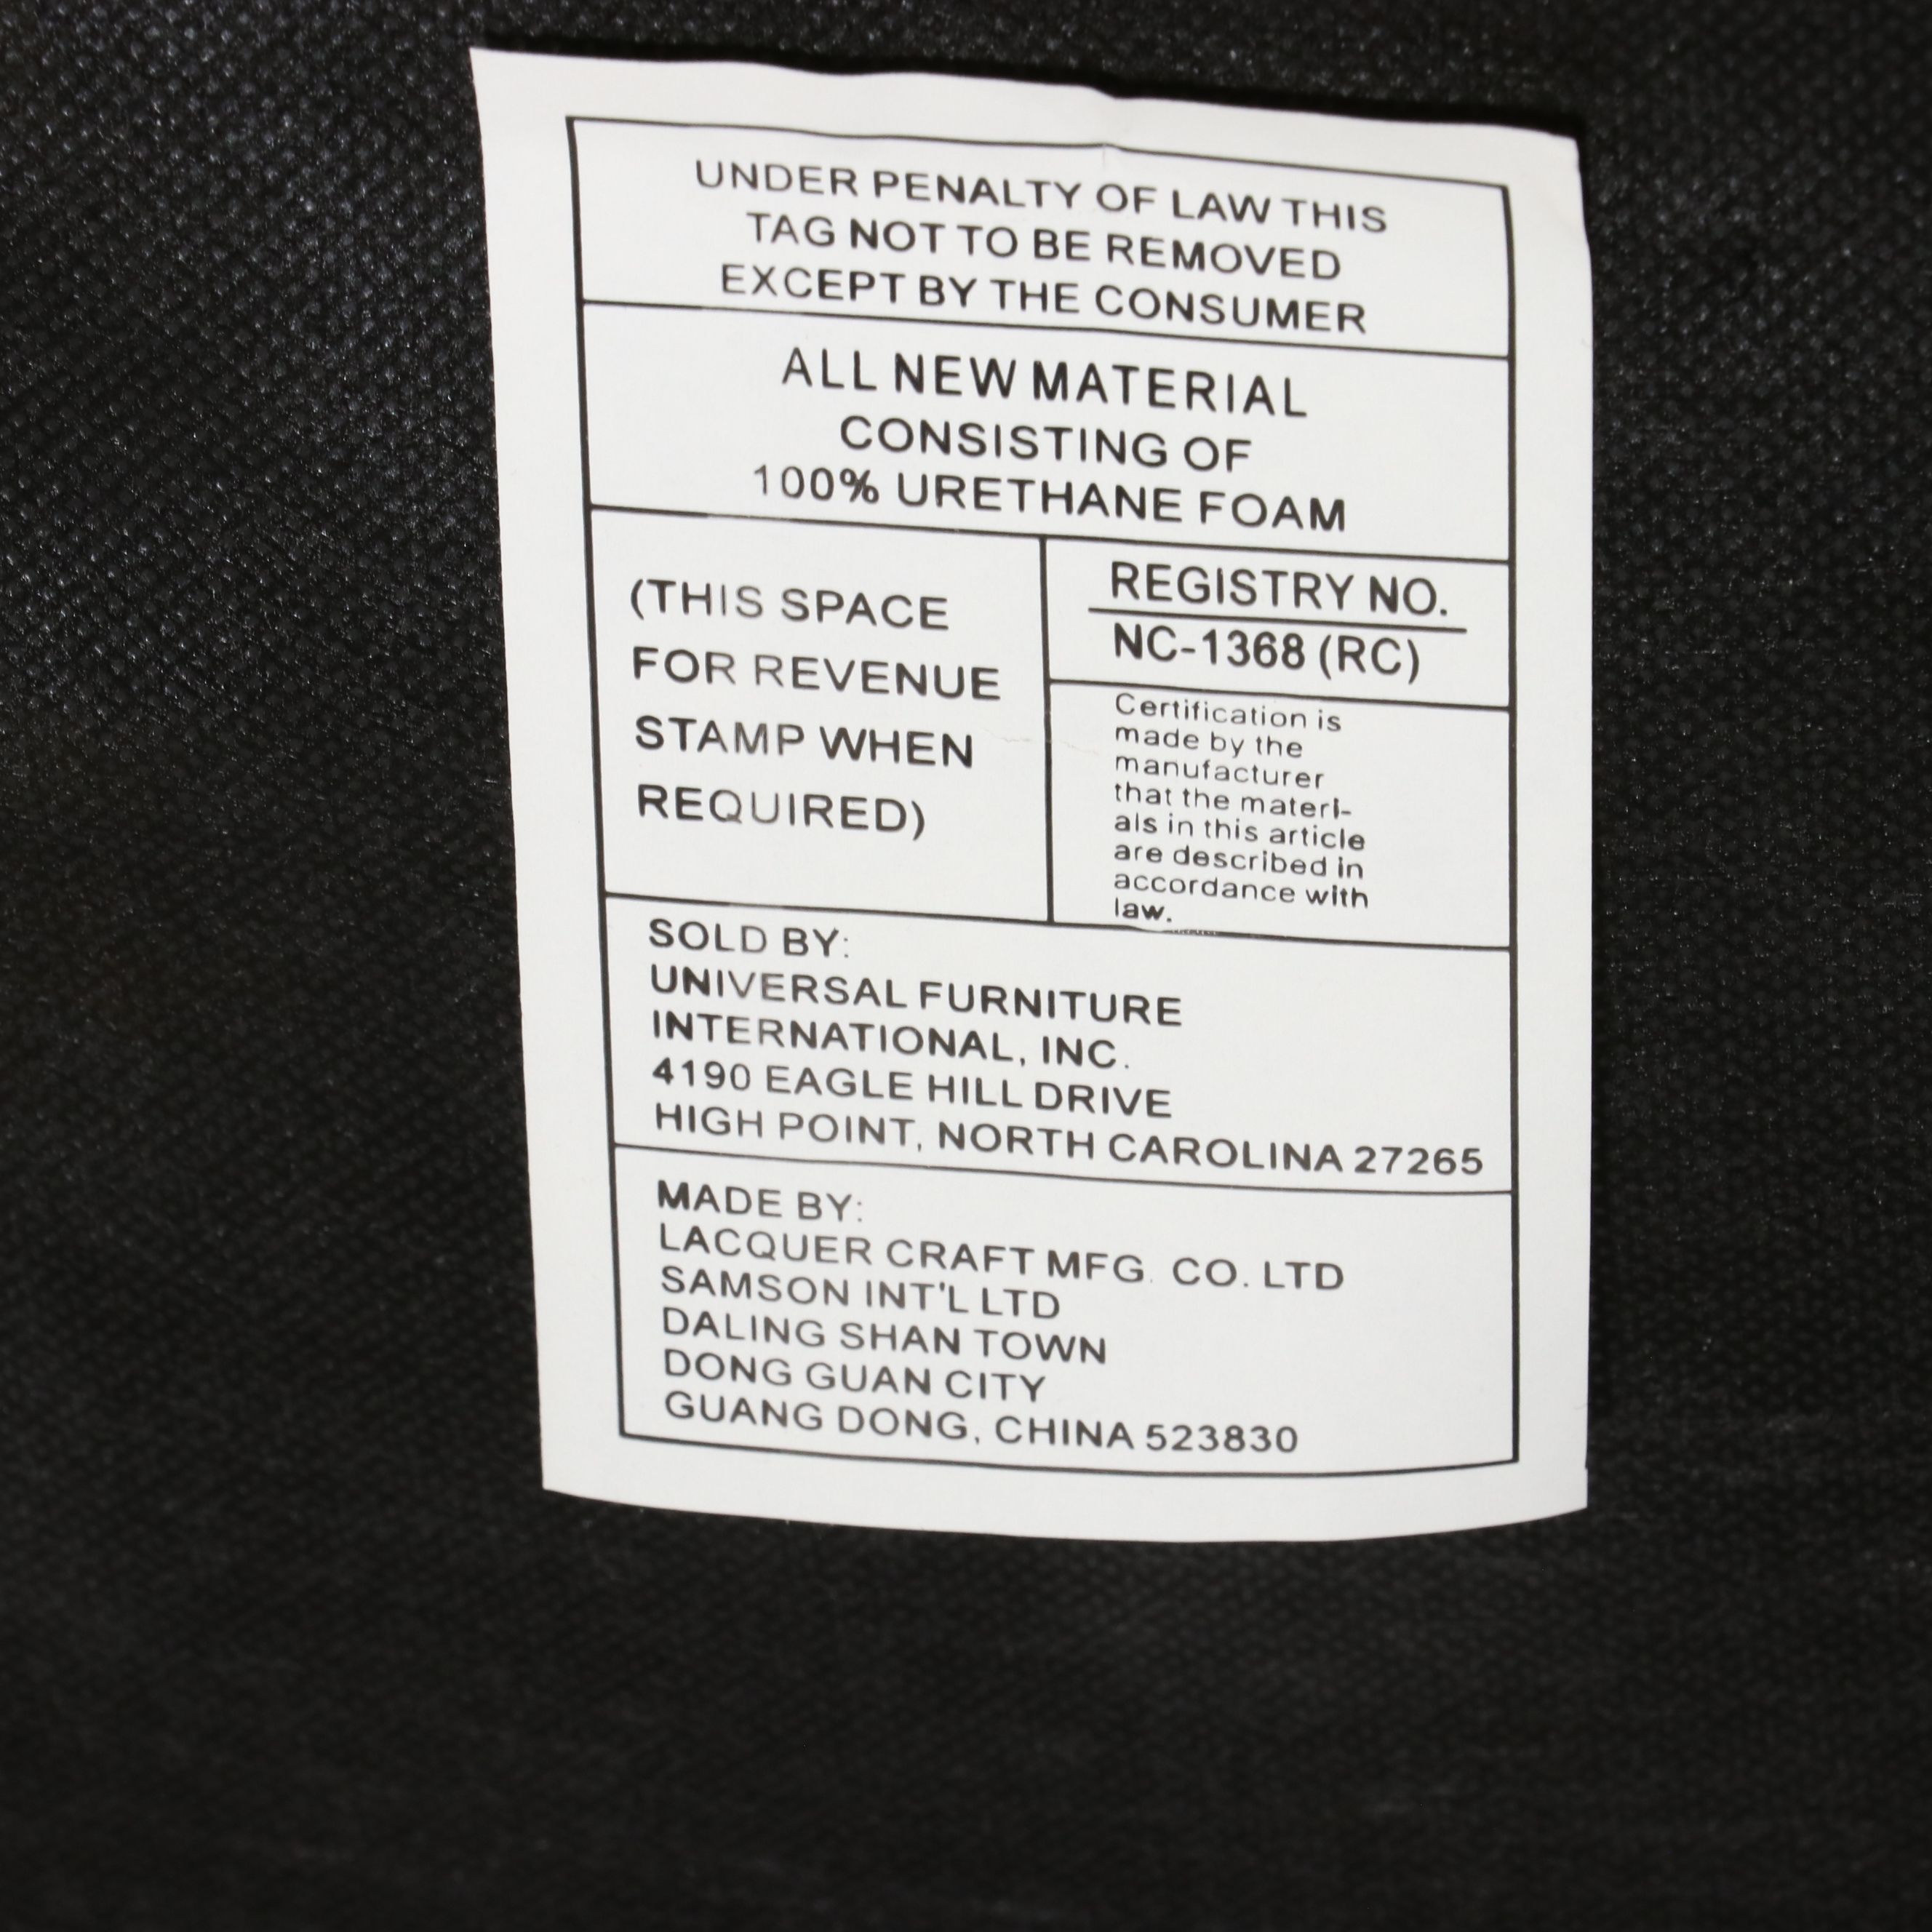 UNDER PENALTY OF LAW THIS
TAG NOT TO BE REMOVED
EXCEPT BY THE CONSUMER
ALL NEW MATERIAL
CONSISTING OF
100% URETHANE FOAM
(THIS SPACE
FOR REVENUE
STAMP WHEN
REQUIRED)
REGISTRY NO.
NC-1368 (RC)
Certification is
made by the
manufacturer
that the materi-
als in this article
are described in
accordance with
law.
SOLD BY:
UNIVERSAL FURNITURE
INTERNATIONAL, INC.
4190 EAGLE HILL DRIVE
HIGH POINT, NORTH CAROLINA 27265
MADE BY:
LACQUER CRAFT MFG. CO. LTD
SAMSON INT'L LTD
DALING SHAN TOWN
DONG GUAN CITY
GUANG DONG, CHINA 523830